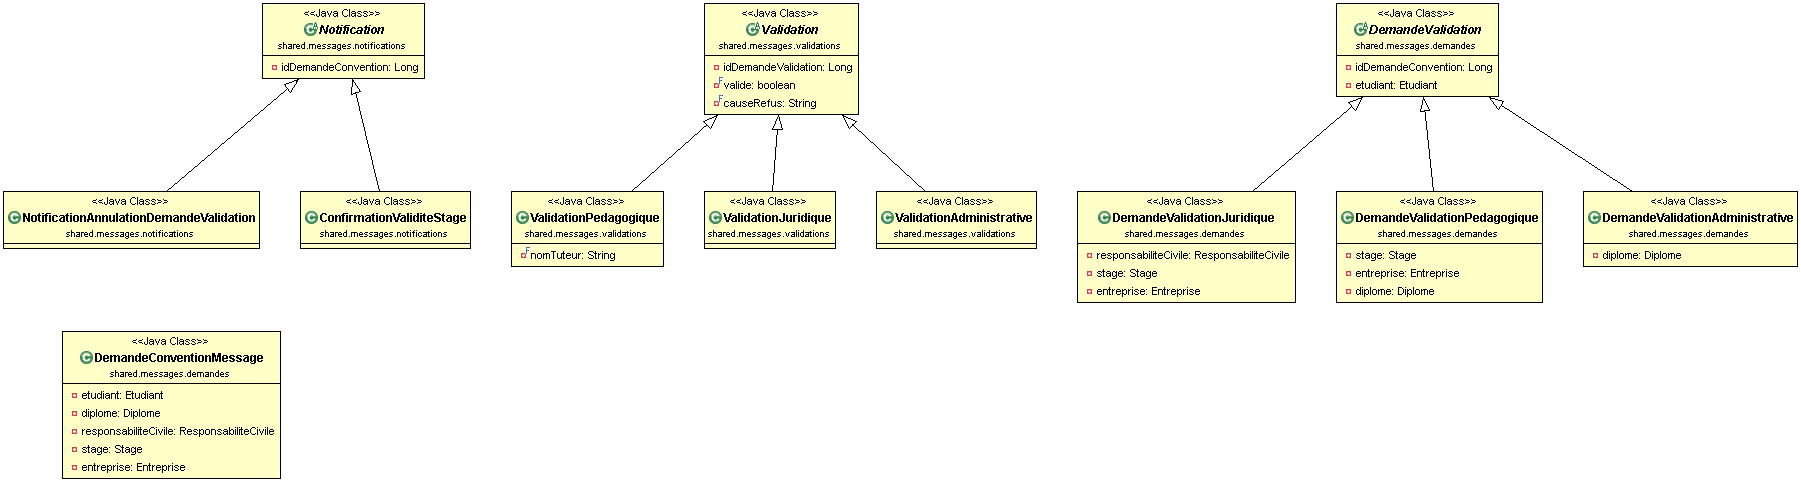 <<Java Class>>
Notification
shared.messages.notifications
idDemandeConvention: Long
<<Java Class>>
Validation
shared.messages.validations
idDemandeValidation: Long
valide: boolean
causeRefus: String
<<Java Class>>
DemandeValidation
shared.messages.demandes
idDemandeConvention: Long
etudiant: Etudiant
<<Java Class>>
NotificationAnnulationDemandeValidation
shared.messages.notifications
<<Java Class>>
ConfirmationValiditeStage
shared.messages.notifications
<<Java Class>>
ValidationPedagogique
shared.messages.validations
nomTuteur: String
<<Java Class>>
ValidationJuridique
shared.messages.validations
<<Java Class>>
ValidationAdministrative
shared.messages.validations
<<Java Class>>
DemandeValidationJuridique
shared.messages.demandes
responsabiliteCivile: ResponsabiliteCivile
stage: Stage
entreprise: Entreprise
<<Java Class>>
DemandeValidationPedagogique
shared.messages.demandes
stage: Stage
entreprise: Entreprise
diplome: Diplome
<<Java Class>>
DemandeValidationAdministrative
shared.messages.demandes
diplome: Diplome
<<Java Class>>
DemandeConventionMessage
shared.messages.demandes
etudiant: Etudiant
diplome: Diplome
responsabiliteCivile: ResponsabiliteCivile
stage: Stage
entreprise: Entreprise